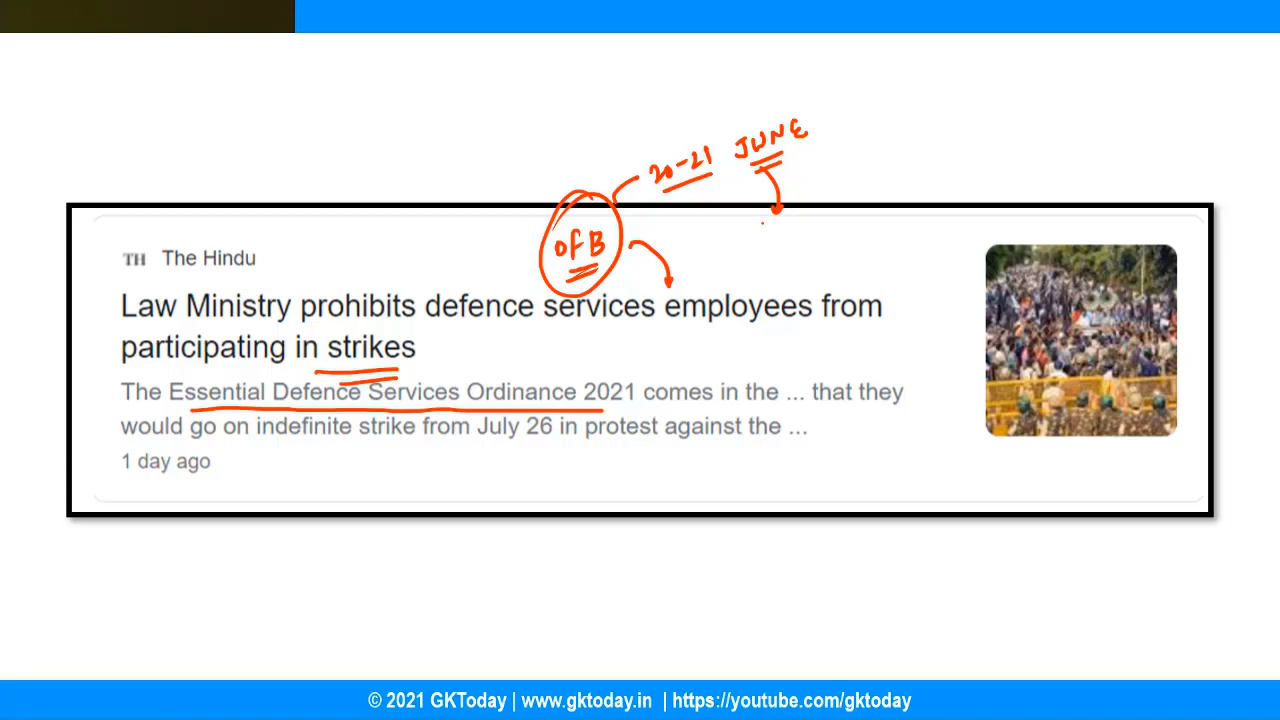 20-21 JUNE
OFB
TH The Hindu
Law Ministry prohibits defence services employees from
participating in strikes
The Essential Defence Services Ordinance 2021 comes in the ... that they
would go on indefinite strike from July 26 in protest against the ...
1 day ago
© 2021 GKToday | www.gktoday.in | https://youtube.com/gktoday